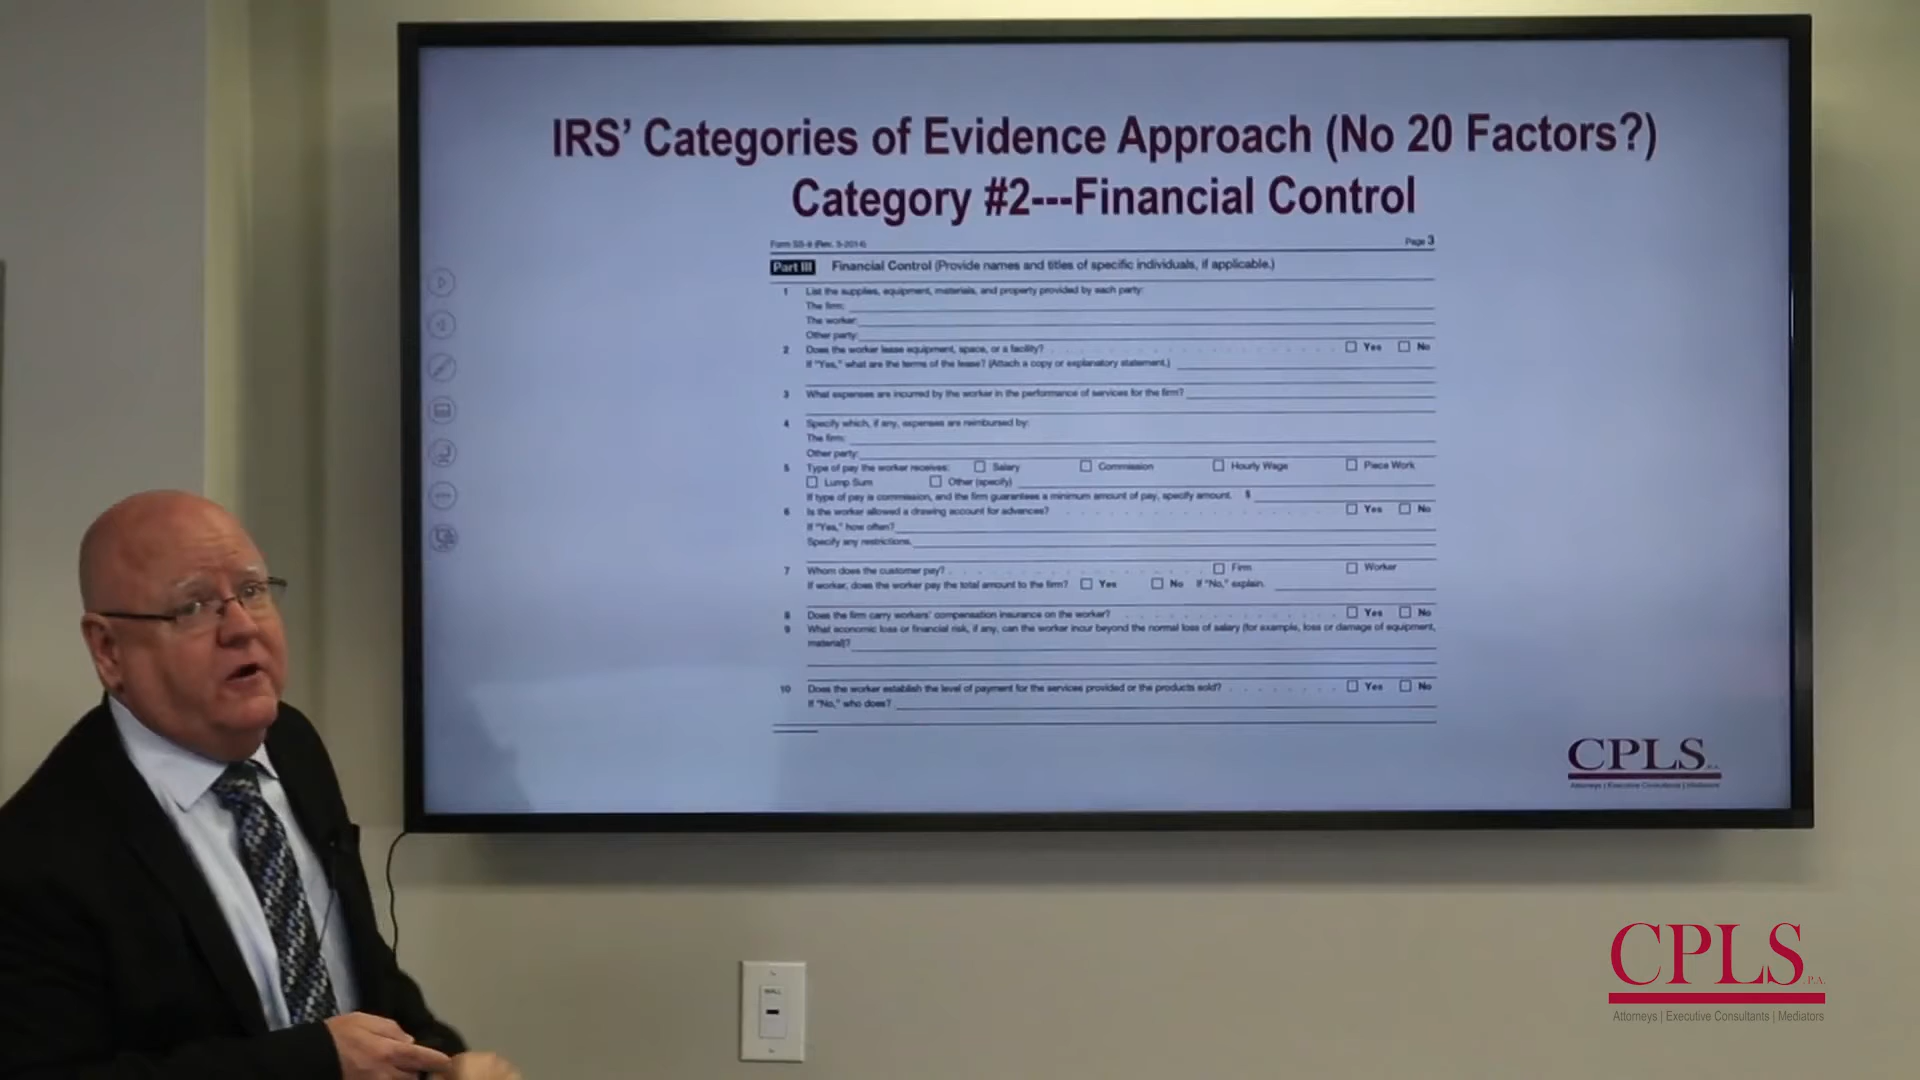 IRS' Categories of Evidence Approach (No 20 Factors?)
Category #2---Financial Control
Form SS-8 (Rev. 5-2014) Page 3
Part III Financial Control (Provide names and titles of specific individuals, if applicable.)
1 List the supplies, equipment, materials, and property provided by each party:
The firm:
The worker:
Other party:
2 Does the worker lease equipment, space, or a facility? Yes No
If "Yes," what are the terms of the lease? (Attach a copy or explanatory statement.)
3 What expenses are incurred by the worker in the performance of services for the firm?
4 Specify which, if any, expenses are reimbursed by:
The firm:
Other party:
5 Type of pay the worker receives: Salary Commission Hourly Wage Piece Work
Lump Sum Other (specify)
If type of pay is commission, and the firm guarantees a minimum amount of pay, specify amount. $
6 Is the worker allowed a drawing account for advances? Yes No
If "Yes," how often?
Specify any restrictions.
7 Whom does the customer pay? Firm Worker
If worker, does the worker pay the total amount to the firm? Yes No If "No," explain.
8 Does the firm carry workers' compensation insurance on the worker? Yes No
9 What economic loss or financial risk, if any, can the worker incur beyond the normal loss of salary (for example, loss or damage of equipment,
material)?
10 Does the worker establish the level of payment for the services provided or the products sold? Yes No
If "No," who does?
CPLS P.A.
Attorneys | Executive Consultants | Mediators
WALL
CPLS P.A.
Attorneys | Executive Consultants | Mediators